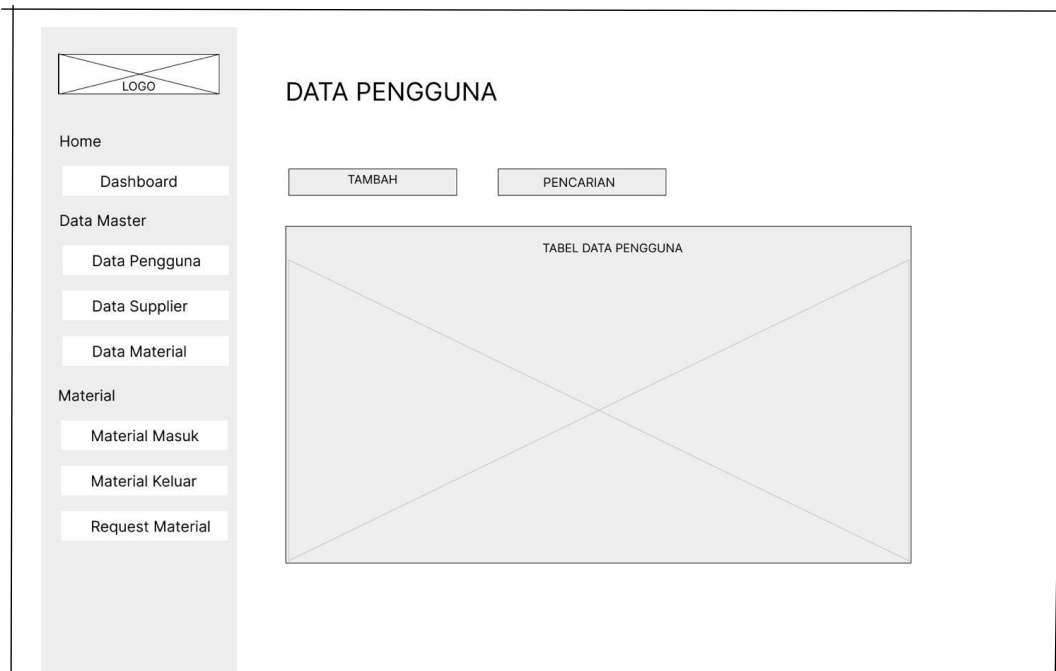 LOGO
Home
Dashboard
Data Master
Data Pengguna
Data Supplier
Data Material
Material
Material Masuk
Material Keluar
Request Material
DATA PENGGUNA
TAMBAH
PENCARIAN
TABEL DATA PENGGUNA